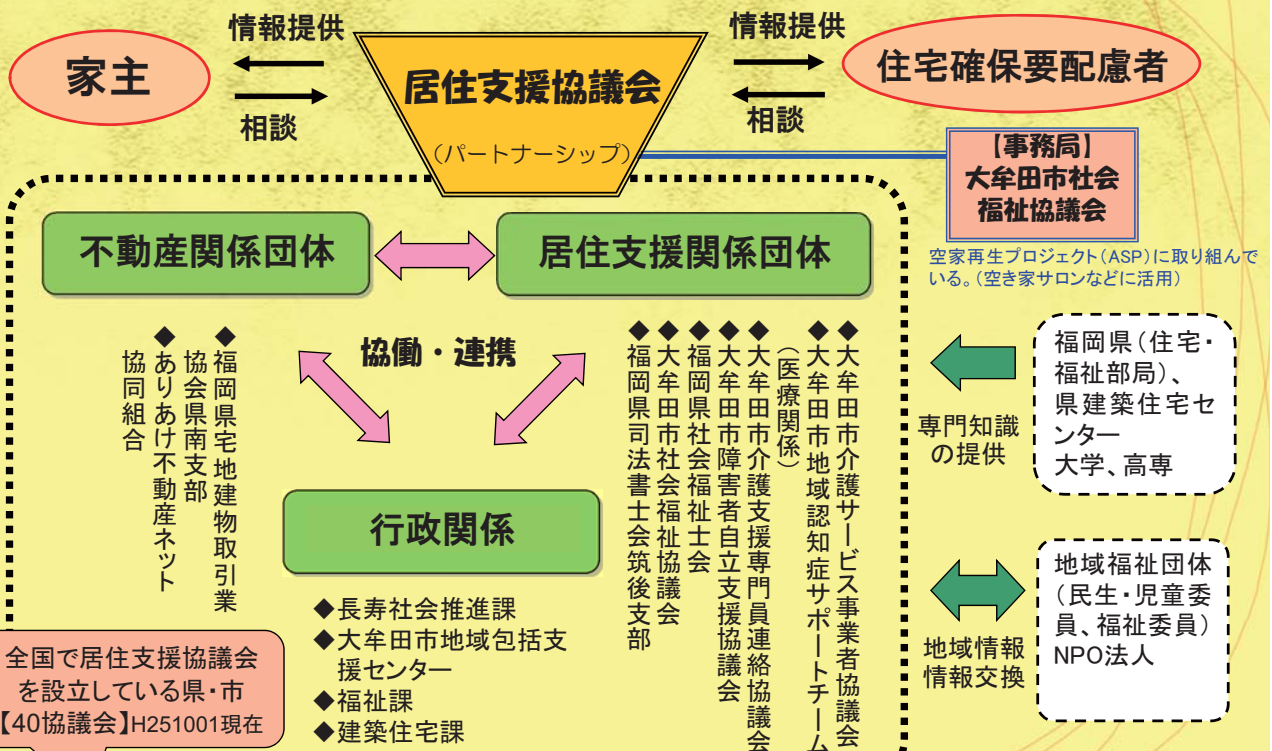 情報提供
相談
家主
居住支援協議会
(パートナーシップ)
情報提供
相談
住宅確保要配慮者
【事務局】
大牟田市社会
福祉協議会
空家再生プロジェクト(ASP)に取り組んで
いる。(空き家サロンなどに活用)
不動産関係団体
居住支援関係団体
協働・連携
◆福岡県宅地建物取引業
協会県南支部
◆ありあけ不動産ネット
協同組合
◆大牟田市介護サービス事業者協議会
◆大牟田市地域認知症サポートチーム
(医療関係)
◆大牟田市介護支援専門員連絡協議会
◆大牟田市障害者自立支援協議会
◆福岡県社会福祉士会
◆大牟田市社会福祉協議会
◆福岡県司法書士会筑後支部
行政関係
◆長寿社会推進課
◆大牟田市地域包括支
援センター
◆福祉課
◆建築住宅課
専門知識
の提供
福岡県(住宅・
福祉部局)、
県建築住宅セ
ンター
大学、高専
地域情報
情報交換
地域福祉団体
(民生・児童委
員、福祉委員)
NPO法人
全国で居住支援協議会
を設立している県・市
【40協議会】H251001現在